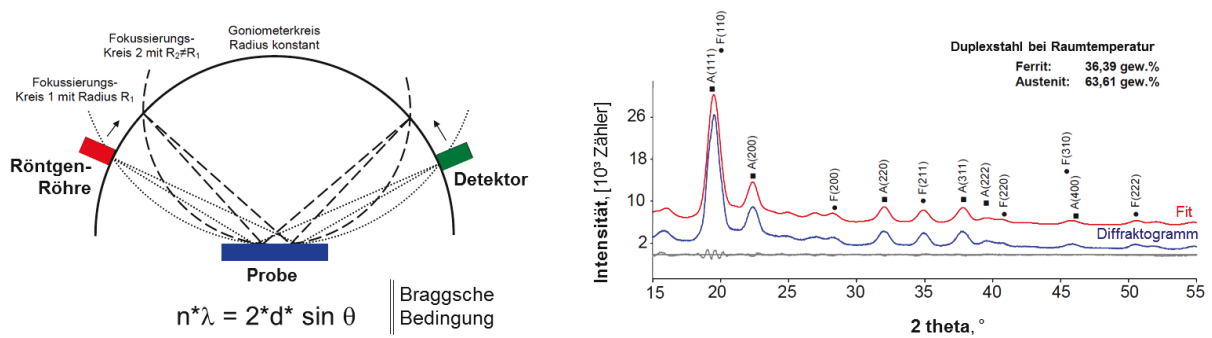 Fokussierungs-
Kreis 2 mit R₂≠R₁
Goniometerkreis
Radius konstant
Fokussierungs-
Kreis 1 mit Radius R₁
Röntgen-
Röhre
Detektor
Probe
n*λ = 2*d* sin θ
Braggsche
Bedingung
Duplexstahl bei Raumtemperatur
Ferrit: 36,39 gew.%
Austenit: 63,61 gew.%
Intensität, [10³ Zähler]
26
18
10
2
■ A(111)
● F(110)
■ A(200)
● F(200)
■ A(220)
● F(211)
■ A(311)
■ A(222)
● F(220)
● F(310)
■ A(400)
● F(222)
Fit
Diffraktogramm
15 20 25 30 35 40 45 50 55
2 theta, °